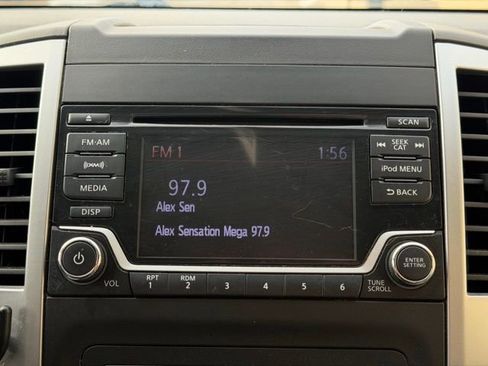 SCAN
FM•AM
FM 1
1:56
SEEK
CAT
((XM))
iPod MENU
97.9
MEDIA
BACK
Alex Sen
DISP
Alex Sensation Mega 97.9
ENTER
SETTING
VOL
RPT
1
RDM
2
3
4
5
6
TUNE
SCROLL